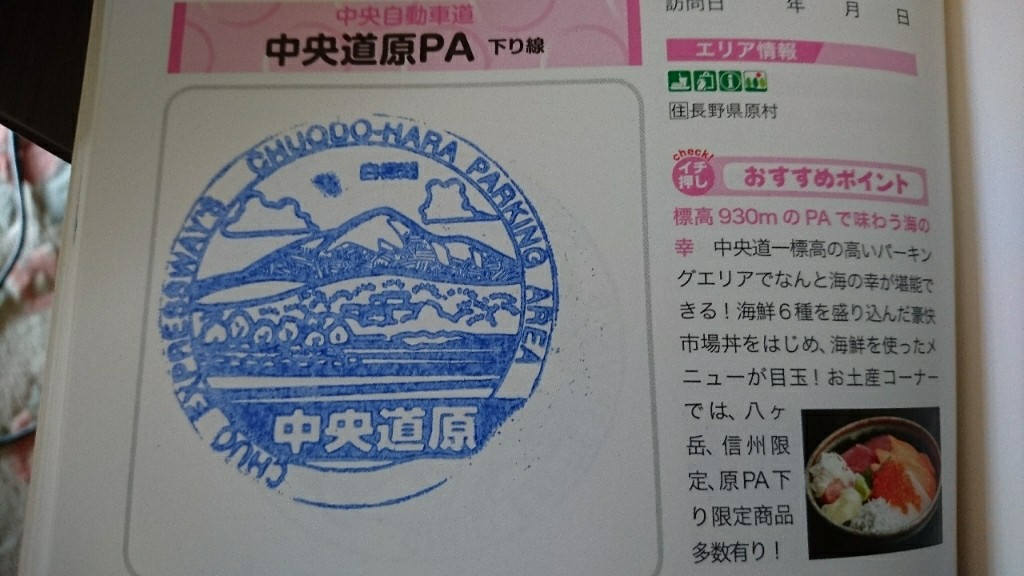 中央自動車道
中央道原PA 下り線
CHUO EXPRESSWAY'S CHUODO-HARA PARKING AREA
中央道原
訪問日 年 月 日
エリア情報
住長野県原村
check!
イチ
押し
おすすめポイント
標高930mのPAで味わう海の
幸 中央道一標高の高いパーキン
グエリアでなんと海の幸が堪能で
きる!海鮮6種を盛り込んだ豪快
市場丼をはじめ、海鮮を使ったメ
ニューが目玉!お土産コーナー
では、八ヶ
岳、信州限
定、原PA下
り限定商品
多数有り!